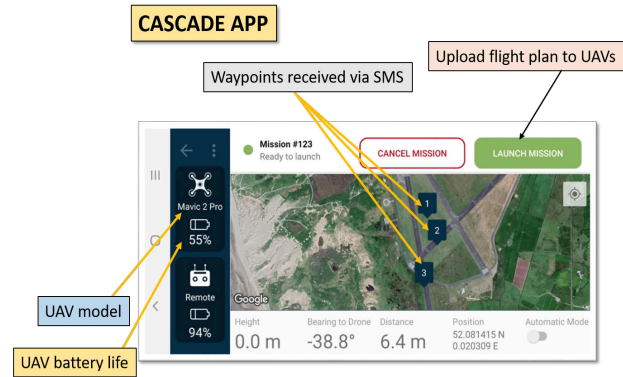 CASCADE APP
Upload flight plan to UAVs
Waypoints received via SMS
Mission #123
Ready to launch
CANCEL MISSION
LAUNCH MISSION
Mavic 2 Pro
55%
1
2
3
Remote
94%
Google
UAV model
UAV battery life
Height
0.0 m
Bearing to Drone
-38.8°
Distance
6.4 m
Position
52.081415 N
0.020309 E
Automatic Mode